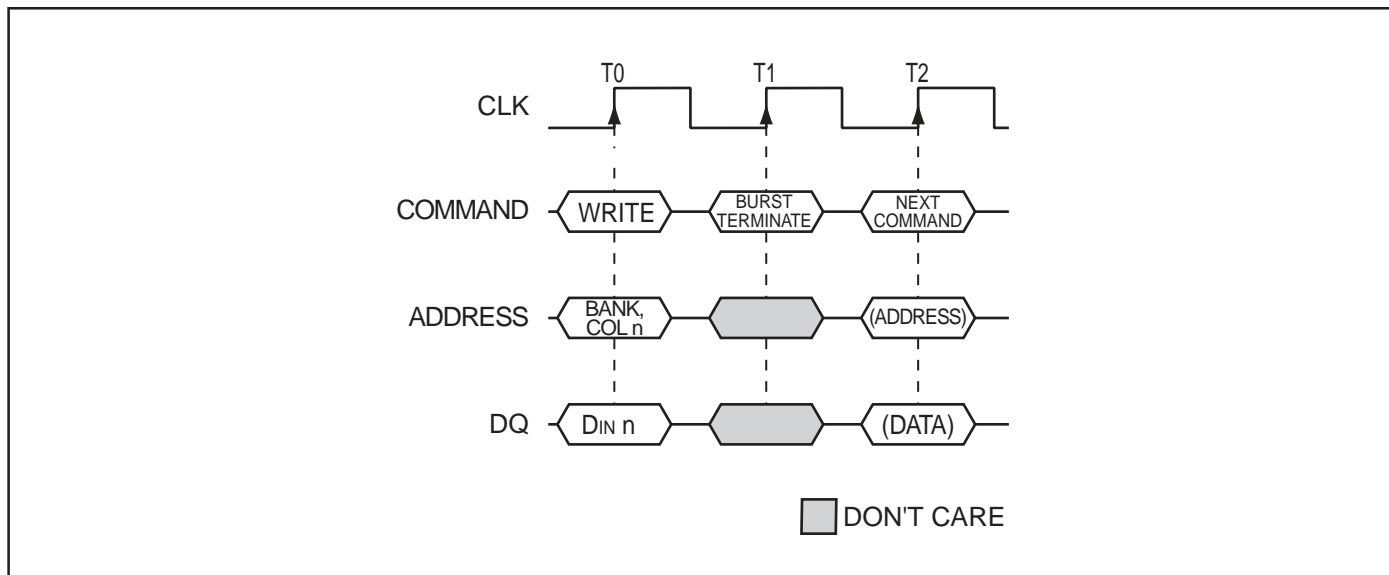 T0 T1 T2
CLK
COMMAND WRITE BURST TERMINATE NEXT COMMAND
ADDRESS BANK, COL n (ADDRESS)
DQ DIN n (DATA)
DON'T CARE